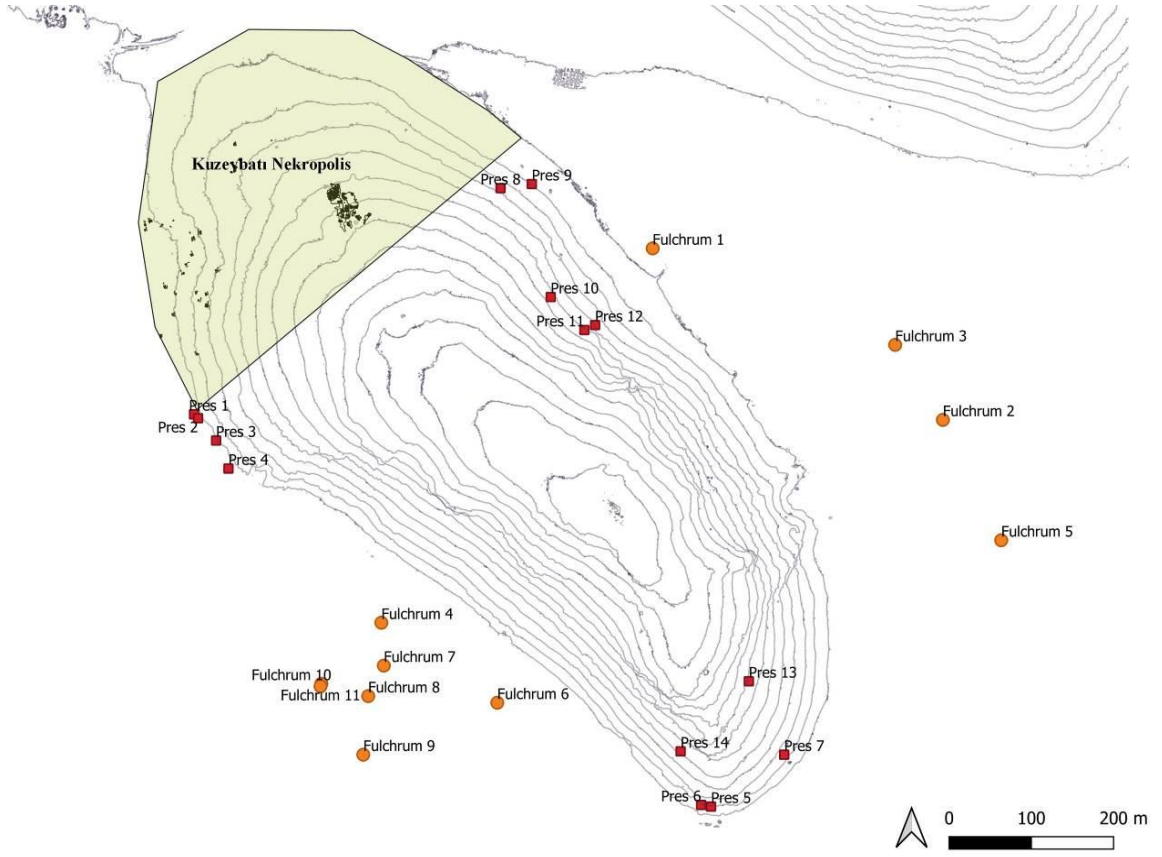 Kuzeybatı Nekropolis
Pres 8
Pres 9
Fulchrum 1
Pres 10
Pres 11
Pres 12
Fulchrum 3
Pres 1
Pres 2
Pres 3
Pres 4
Fulchrum 2
Fulchrum 5
Fulchrum 4
Fulchrum 7
Fulchrum 10
Fulchrum 11
Fulchrum 8
Fulchrum 6
Fulchrum 9
Pres 13
Pres 14
Pres 7
Pres 6
Pres 5
0 100 200 m